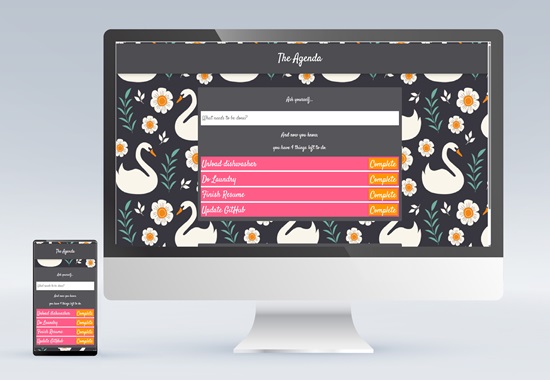 The Agenda
Ask yourself...
What needs to be done?
And now you know
you have 4 things left to do.
Unload dishwasher Complete
Do Laundry Complete
Finish Resume Complete
Update GitHub Complete
The Agenda
Ask yourself...
What needs to be done?
And now you know
you have 4 things left to do.
Unload dishwasher Complete
Do Laundry Complete
Finish Resume Complete
Update GitHub Complete